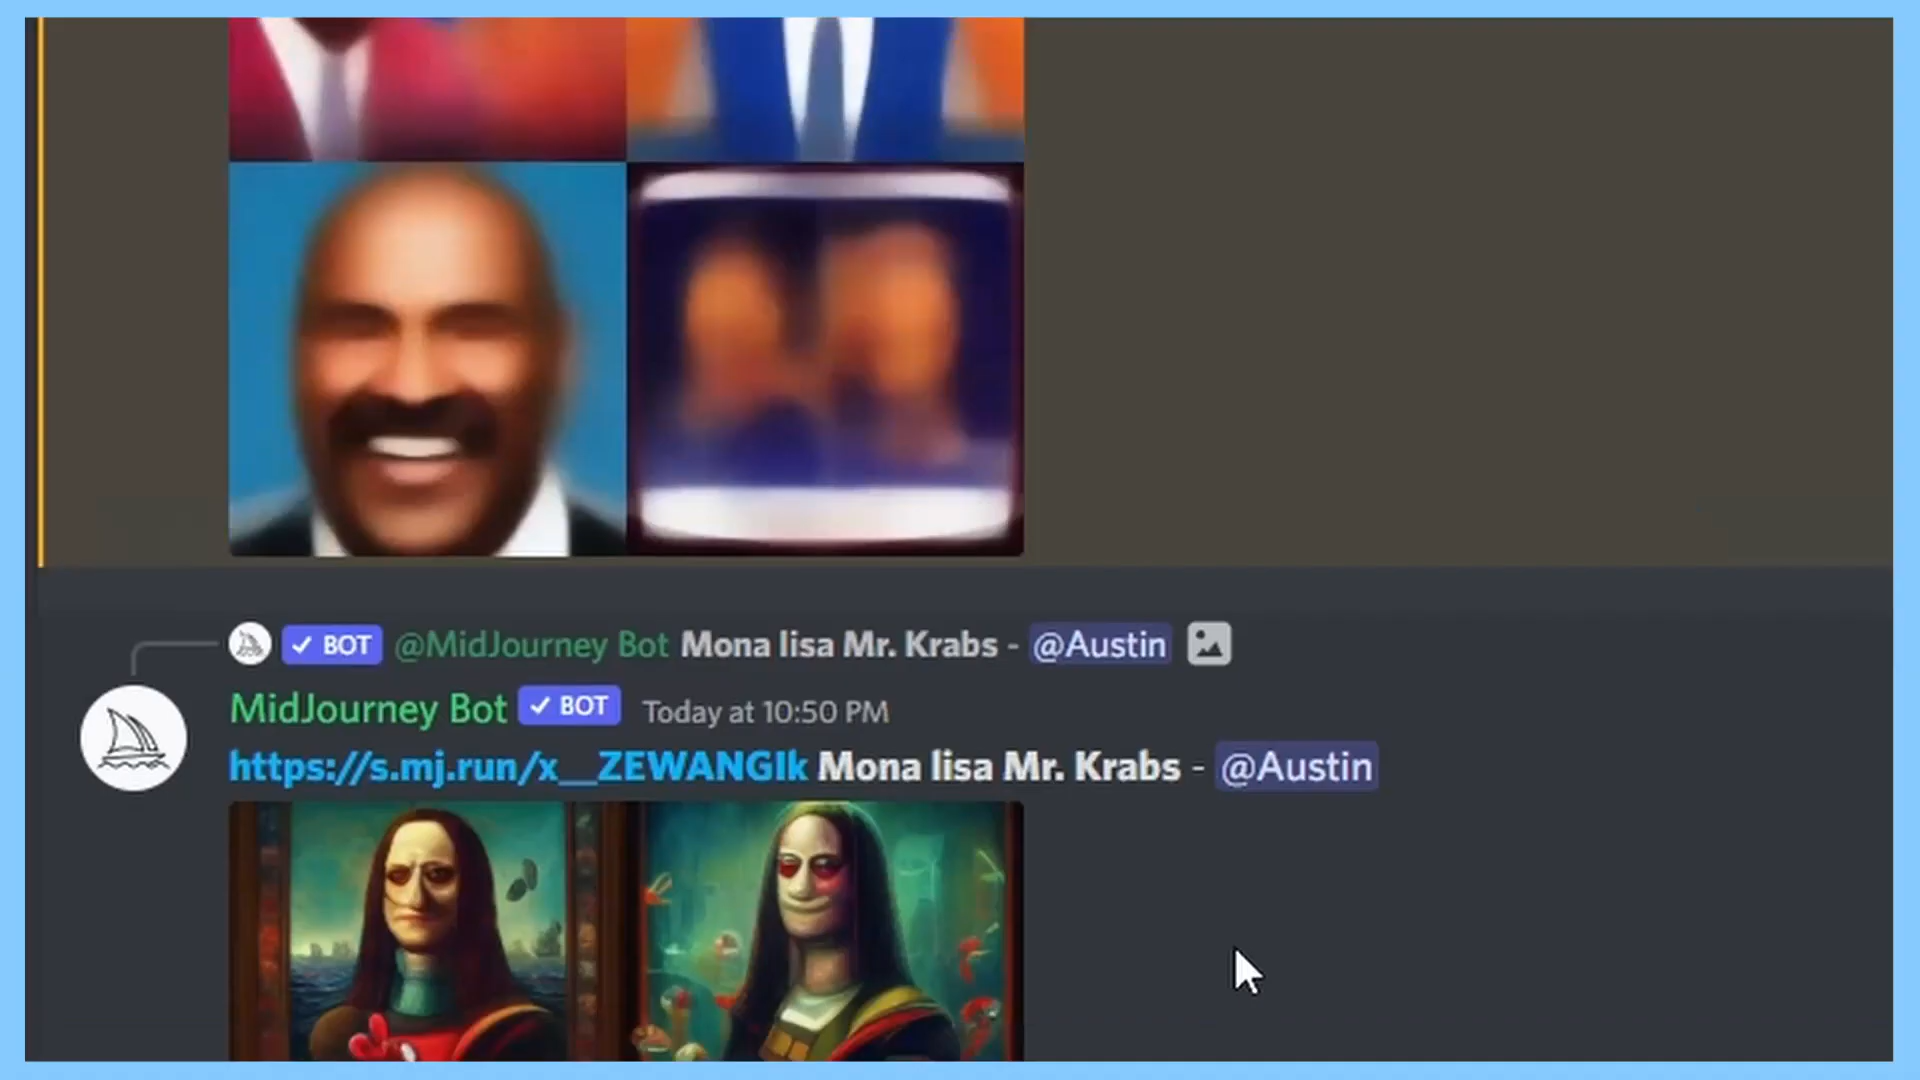 ✓ BOT @MidJourney Bot Mona lisa Mr. Krabs - @Austin
MidJourney Bot ✓ BOT Today at 10:50 PM
https://s.mj.run/x__ZEWANGIk Mona lisa Mr. Krabs - @Austin